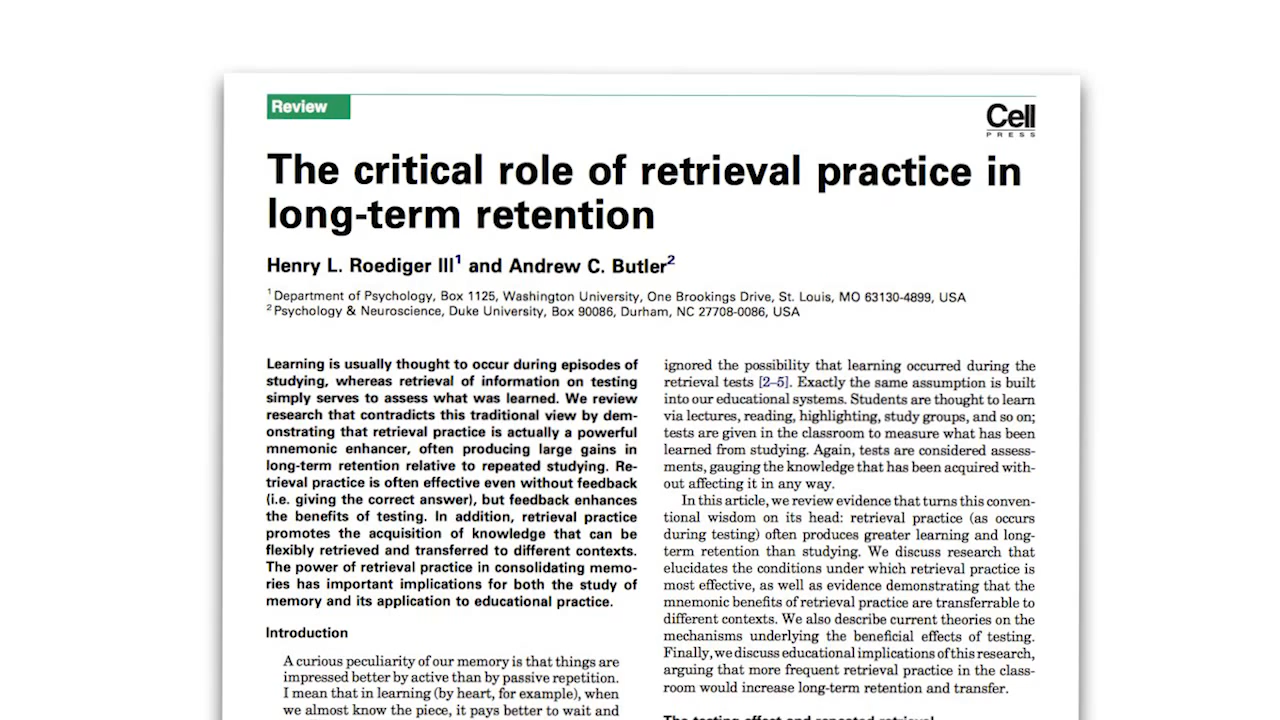 Review
Cell
PRESS
The critical role of retrieval practice in
long-term retention
Henry L. Roediger III1 and Andrew C. Butler2
1 Department of Psychology, Box 1125, Washington University, One Brookings Drive, St. Louis, MO 63130-4899, USA
2 Psychology & Neuroscience, Duke University, Box 90086, Durham, NC 27708-0086, USA
Learning is usually thought to occur during episodes of
studying, whereas retrieval of information on testing
simply serves to assess what was learned. We review
research that contradicts this traditional view by dem-
onstrating that retrieval practice is actually a powerful
mnemonic enhancer, often producing large gains in
long-term retention relative to repeated studying. Re-
trieval practice is often effective even without feedback
(i.e. giving the correct answer), but feedback enhances
the benefits of testing. In addition, retrieval practice
promotes the acquisition of knowledge that can be
flexibly retrieved and transferred to different contexts.
The power of retrieval practice in consolidating memo-
ries has important implications for both the study of
memory and its application to educational practice.
Introduction
A curious peculiarity of our memory is that things are
impressed better by active than by passive repetition.
I mean that in learning (by heart, for example), when
we almost know the piece, it pays better to wait and
ignored the possibility that learning occurred during the
retrieval tests [2–5]. Exactly the same assumption is built
into our educational systems. Students are thought to learn
via lectures, reading, highlighting, study groups, and so on;
tests are given in the classroom to measure what has been
learned from studying. Again, tests are considered assess-
ments, gauging the knowledge that has been acquired with-
out affecting it in any way.
In this article, we review evidence that turns this conven-
tional wisdom on its head: retrieval practice (as occurs
during testing) often produces greater learning and long-
term retention than studying. We discuss research that
elucidates the conditions under which retrieval practice is
most effective, as well as evidence demonstrating that the
mnemonic benefits of retrieval practice are transferrable to
different contexts. We also describe current theories on the
mechanisms underlying the beneficial effects of testing.
Finally, we discuss educational implications of this research,
arguing that more frequent retrieval practice in the class-
room would increase long-term retention and transfer.
The testing effect and repeated retrieval